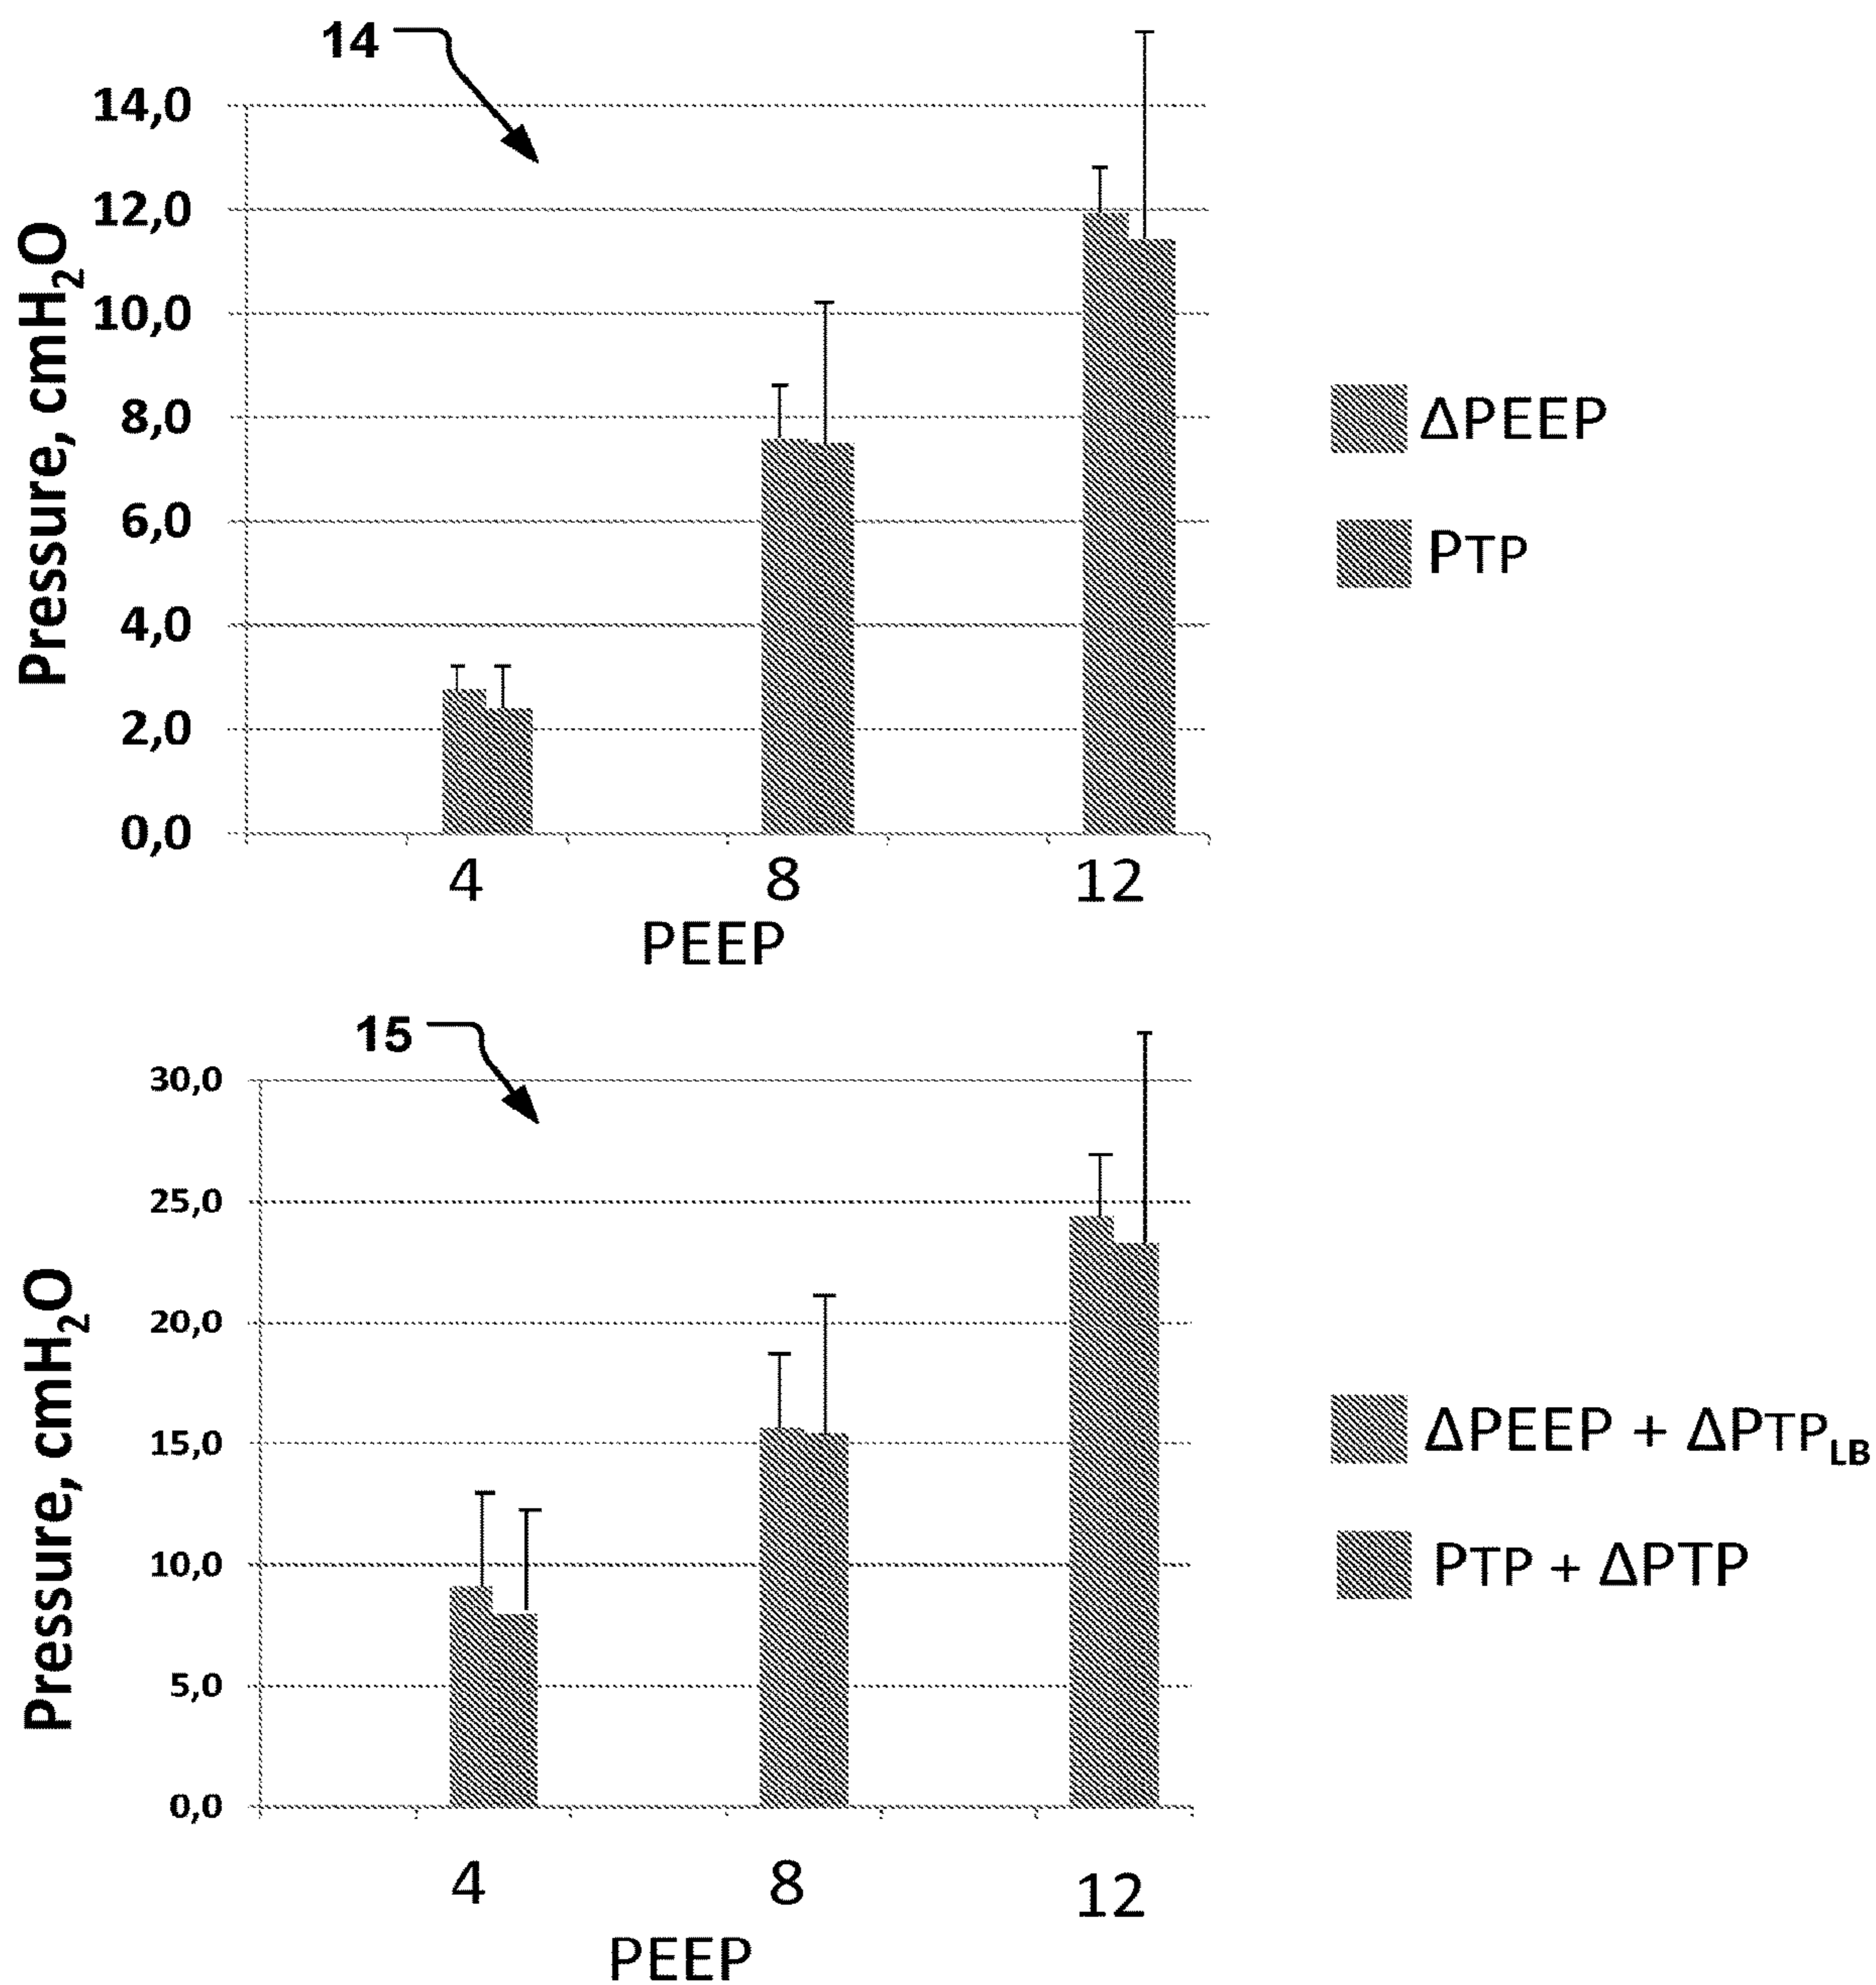 14
14,0
12,0
10,0
8,0
6,0
4,0
2,0
0,0
Pressure, cmH₂O
4 8 12
PEEP
ΔPEEP
PTP
15
30,0
25,0
20,0
15,0
10,0
5,0
0,0
Pressure, cmH₂O
4 8 12
PEEP
ΔPEEP + ΔPTP_LB
PTP + ΔPTP